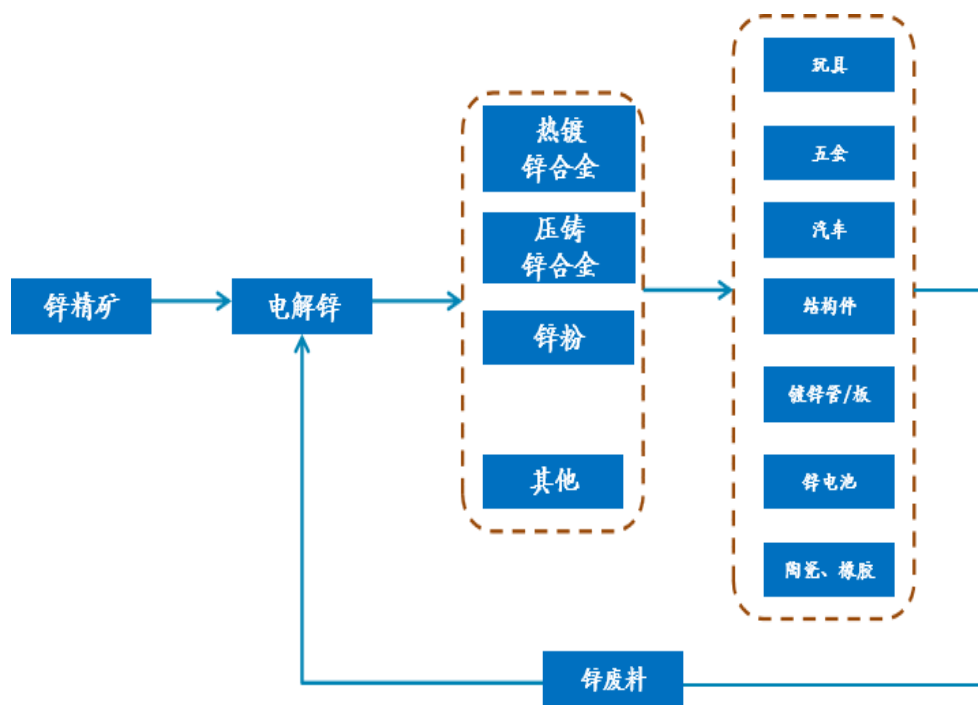 锌精矿
电解锌
热镀
锌合金
压铸
锌合金
锌粉
其他
玩具
五金
汽车
结构件
镀锌管/板
锌电池
陶瓷、橡胶
锌废料